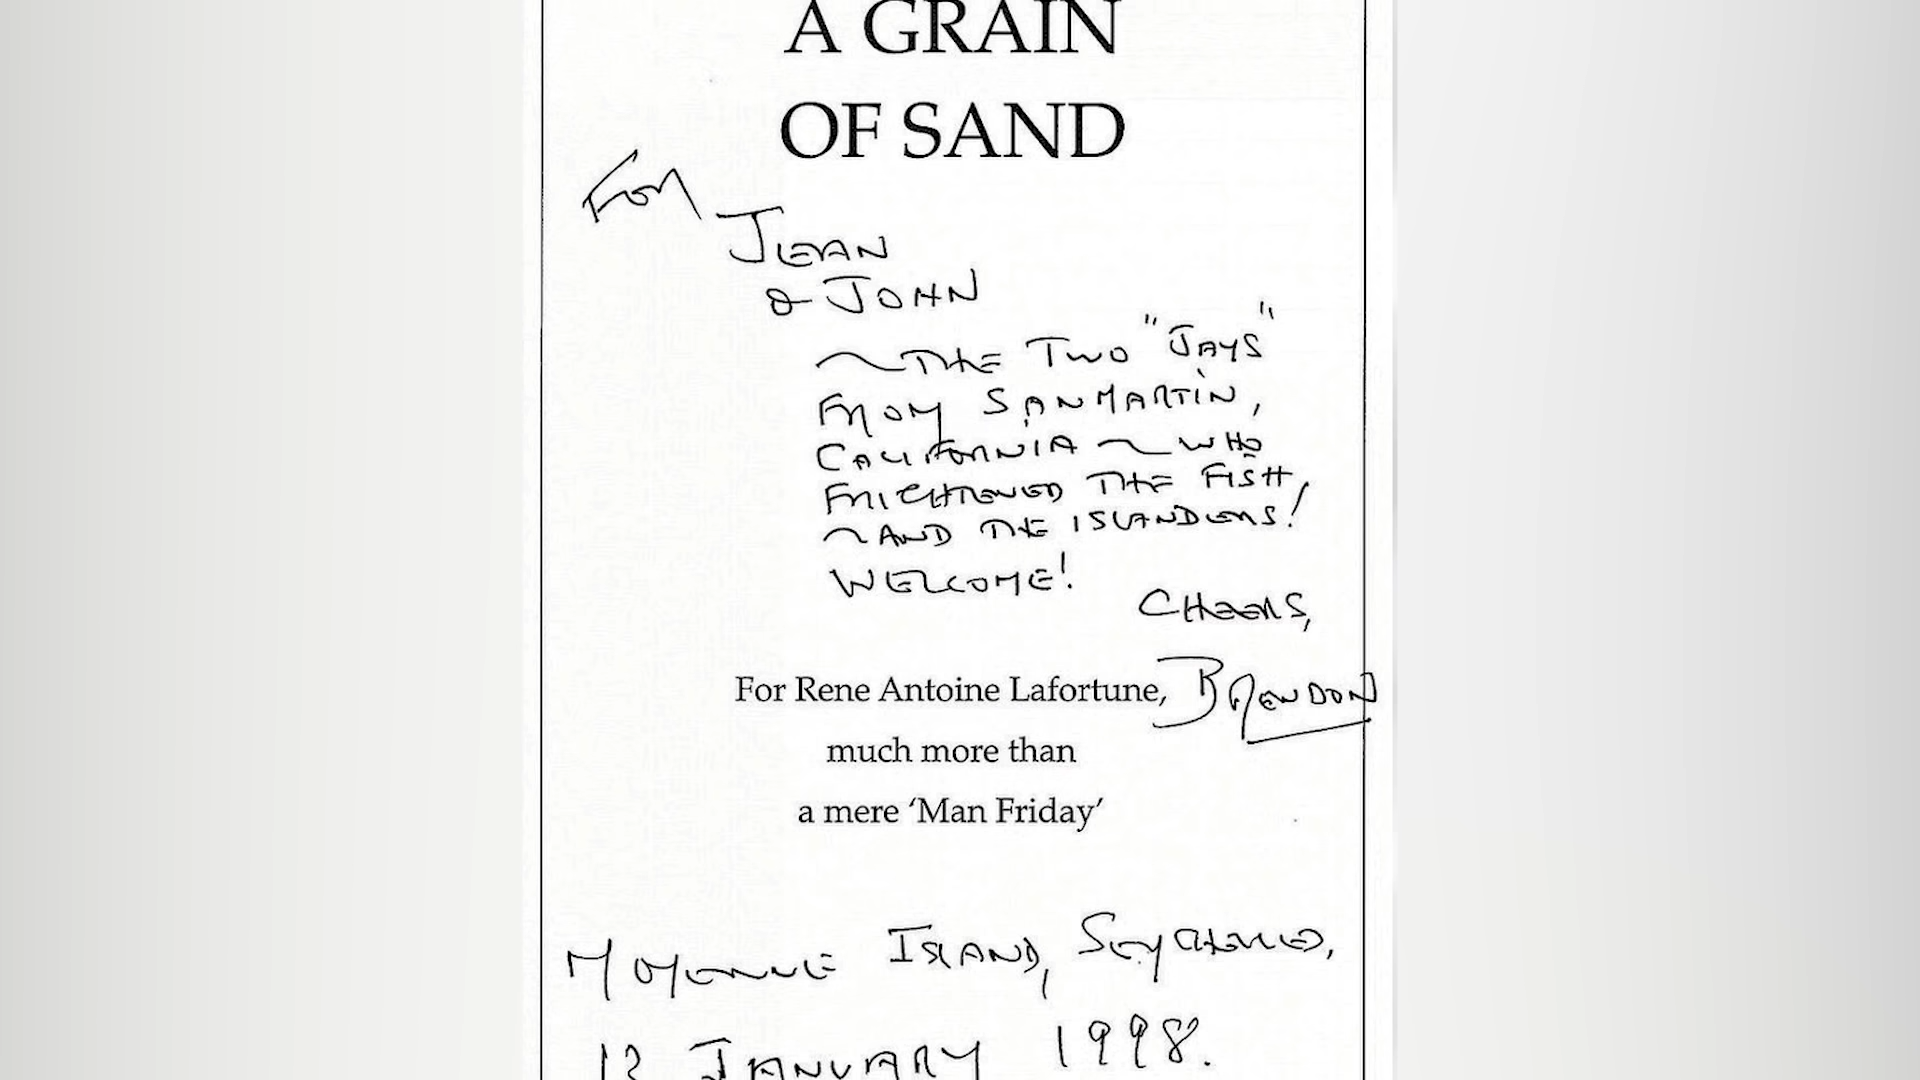 A GRAIN
OF SAND
For
JEAN
& JOHN
~ THE TWO "JAYS"
FROM SAN MARTIN,
CALIFORNIA ~ WHO
FRIGHTENED THE FISH,
~ AND THE ISLANDERS!
WELCOME!
CHEERS,
BRENDON
For Rene Antoine Lafortune,
much more than
a mere ‘Man Friday’
MOYENNE ISLAND, SEYCHELLES,
JANUARY 1998.